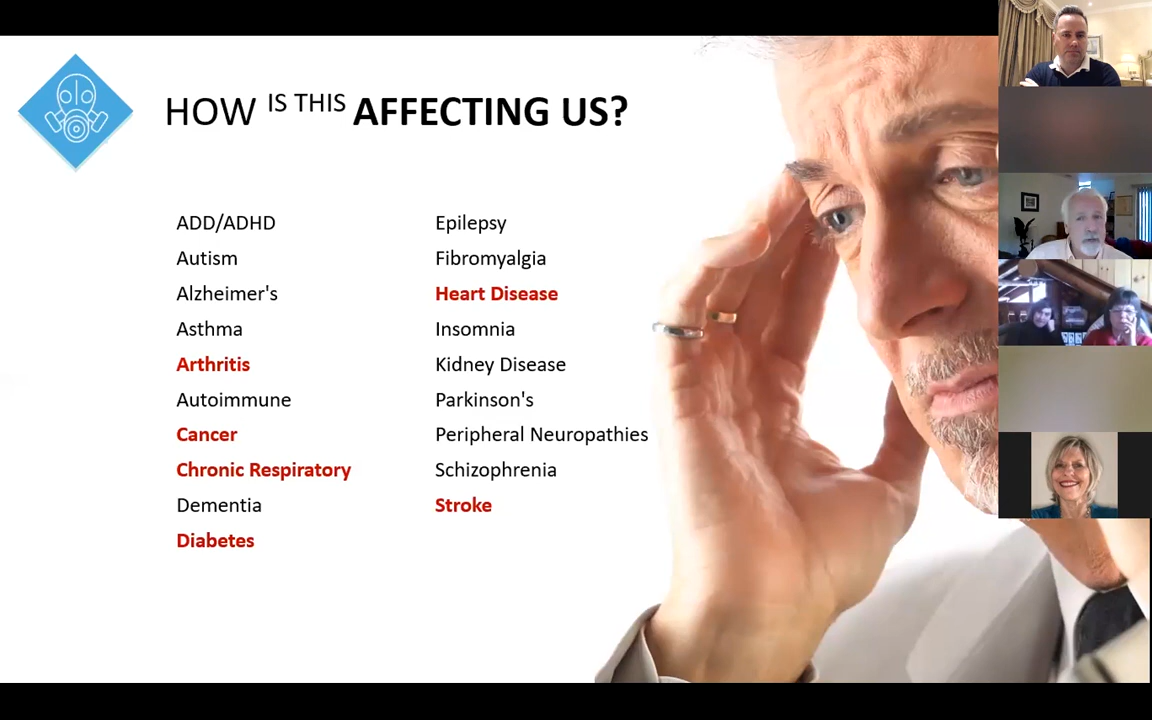 HOW IS THIS AFFECTING US?
ADD/ADHD
Autism
Alzheimer's
Asthma
Arthritis
Autoimmune
Cancer
Chronic Respiratory
Dementia
Diabetes
Epilepsy
Fibromyalgia
Heart Disease
Insomnia
Kidney Disease
Parkinson's
Peripheral Neuropathies
Schizophrenia
Stroke